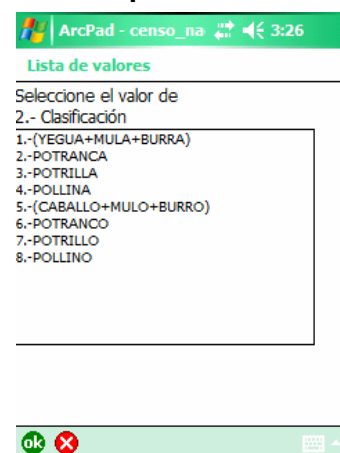 ArcPad - censo_na 3:26
Lista de valores
Seleccione el valor de
2.- Clasificación
1.-(YEGUA+MULA+BURRA)
2.-POTRANCA
3.-POTRILLA
4.-POLLINA
5.-(CABALLO+MULO+BURRO)
6.-POTRANCO
7.-POTRILLO
8.-POLLINO
ok